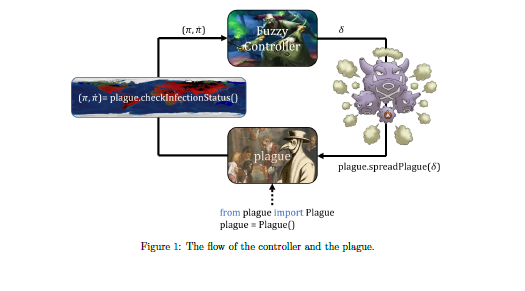 (π, π̇)
Fuzzy
Controller
δ
(π, π̇)= plague.checkInfectionStatus()
plague
plague.spreadPlague(δ)
from plague import Plague
plague = Plague()
Figure 1: The flow of the controller and the plague.